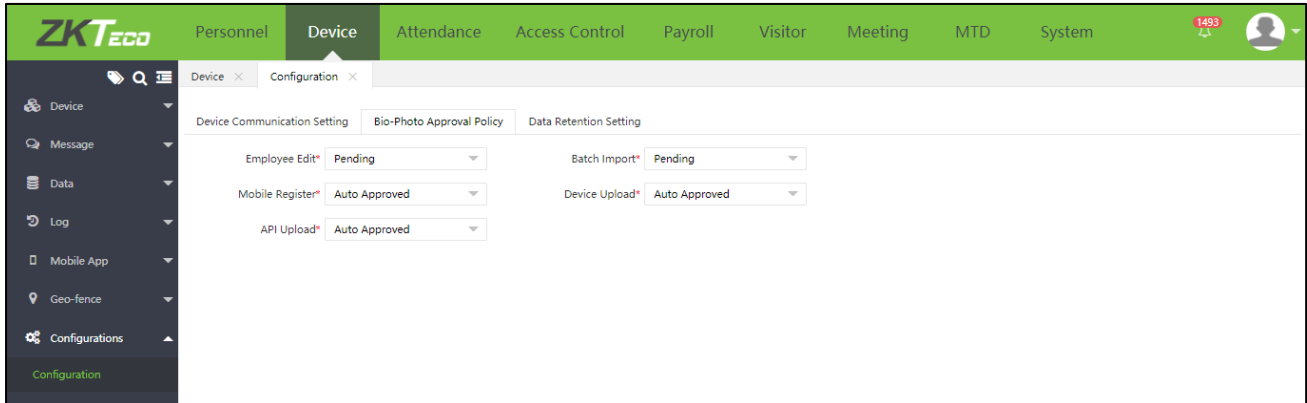 ZKTeco Personnel Device Attendance Access Control Payroll Visitor Meeting MTD System 1493
Device Configuration
Device
Message
Data
Log
Mobile App
Geo-fence
Configurations
Configuration
Device Communication Setting Bio-Photo Approval Policy Data Retention Setting
Employee Edit* Pending Batch Import* Pending
Mobile Register* Auto Approved Device Upload* Auto Approved
API Upload* Auto Approved